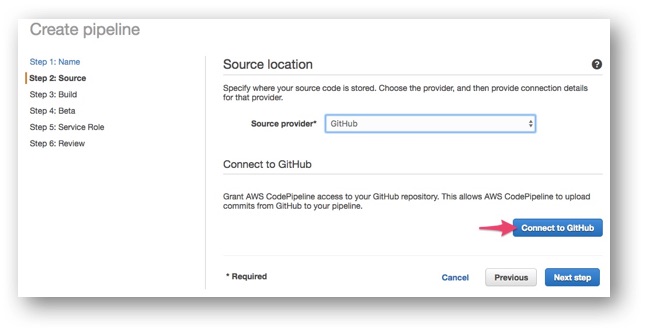 Create pipeline
Step 1: Name
Step 2: Source
Step 3: Build
Step 4: Beta
Step 5: Service Role
Step 6: Review
Source location
?
Specify where your source code is stored. Choose the provider, and then provide connection details
for that provider.
Source provider* GitHub
Connect to GitHub
Grant AWS CodePipeline access to your GitHub repository. This allows AWS CodePipeline to upload
commits from GitHub to your pipeline.
Connect to GitHub
* Required Cancel Previous Next step